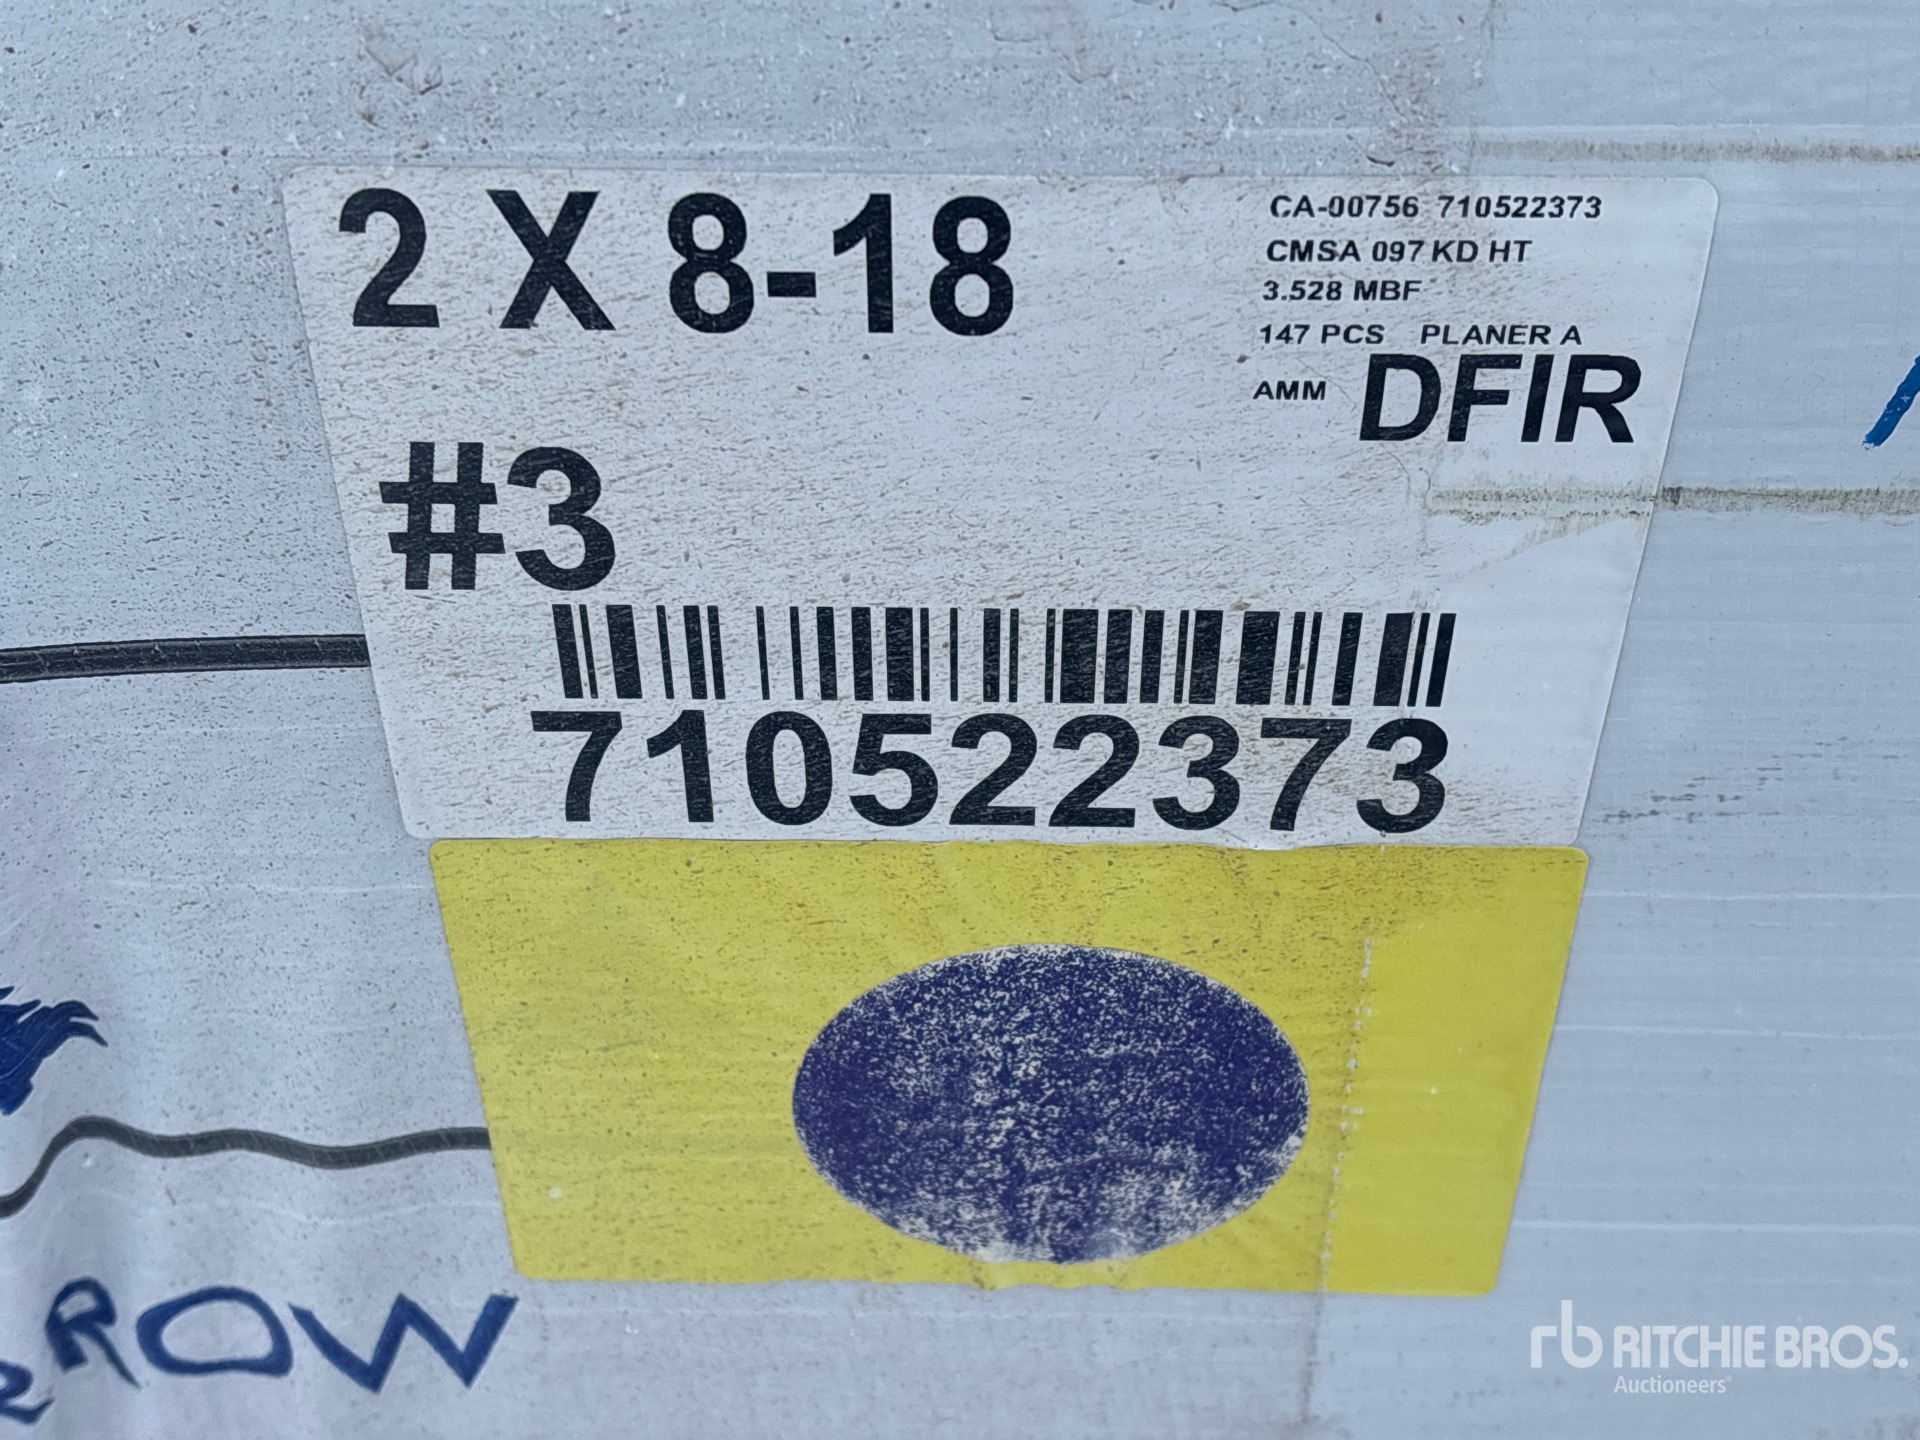 2 X 8-18
CA-00756 710522373
CMSA 097 KD HT
3.528 MBF
147 PCS PLANER A
AMM DFIR
#3
710522373
RROW
rb RITCHIE BROS.
Auctioneers